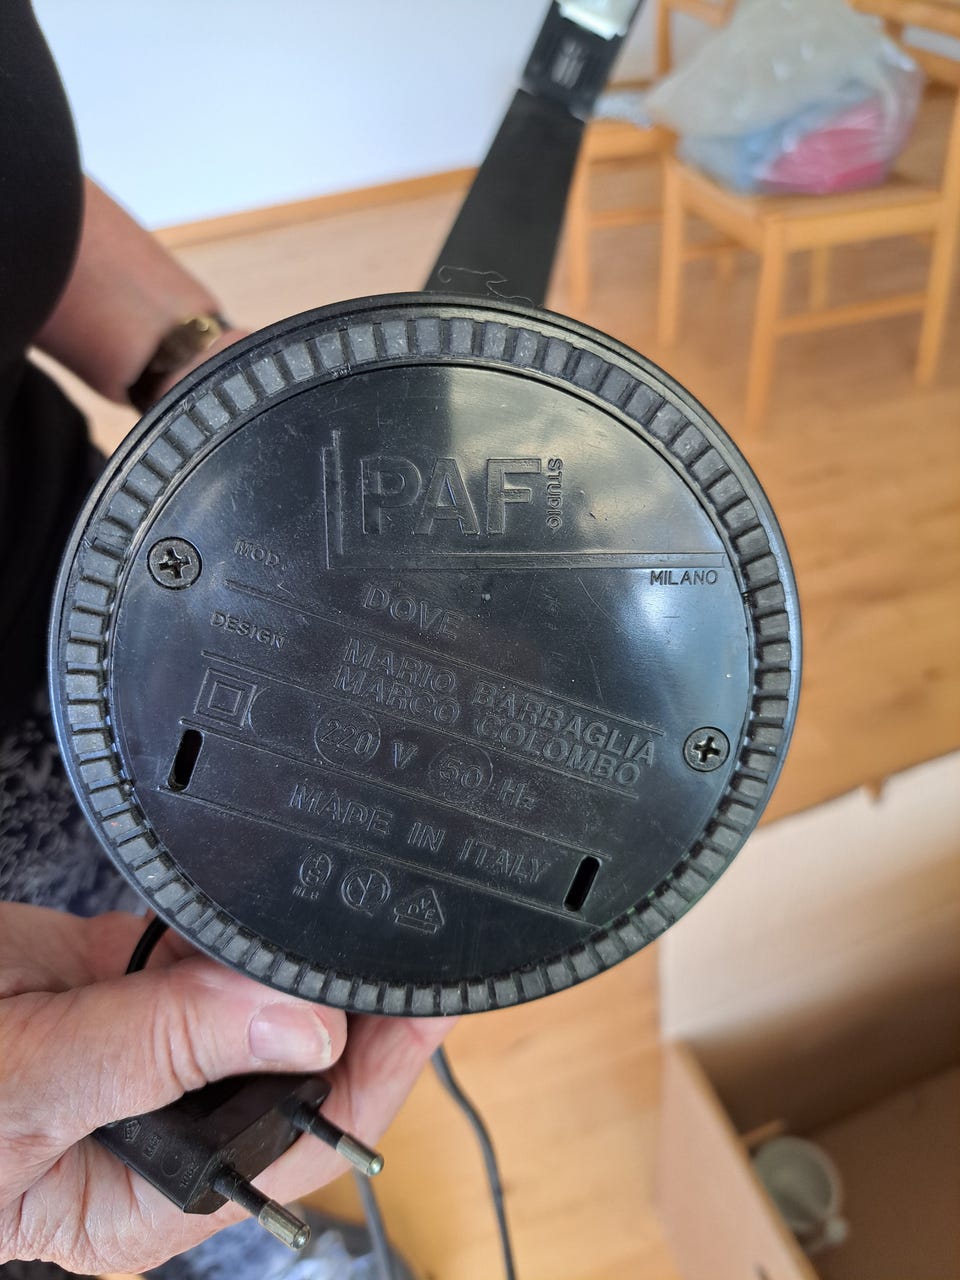 PAF STUDIO
MILANO
MOD. DOVE
DESIGN MARIO BARBAGLIA
MARCO COLOMBO
220 V 50 Hz
MADE IN ITALY